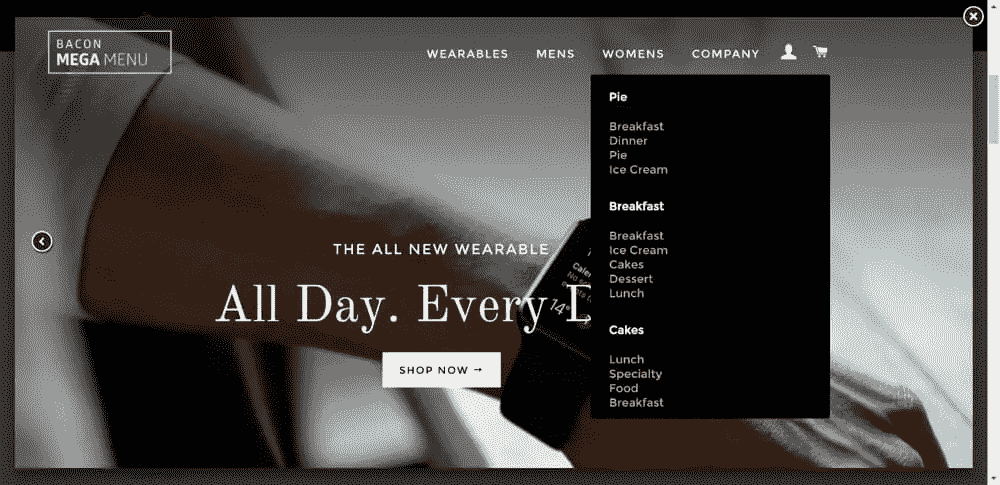 BACON
MEGA MENU
WEARABLES
MENS
WOMENS
COMPANY
Pie
Breakfast
Dinner
Pie
Ice Cream
Breakfast
Breakfast
Ice Cream
Cakes
Dessert
Lunch
Cakes
Lunch
Specialty
Food
Breakfast
THE ALL NEW WEARABLE
All Day. Every
SHOP NOW →
14°